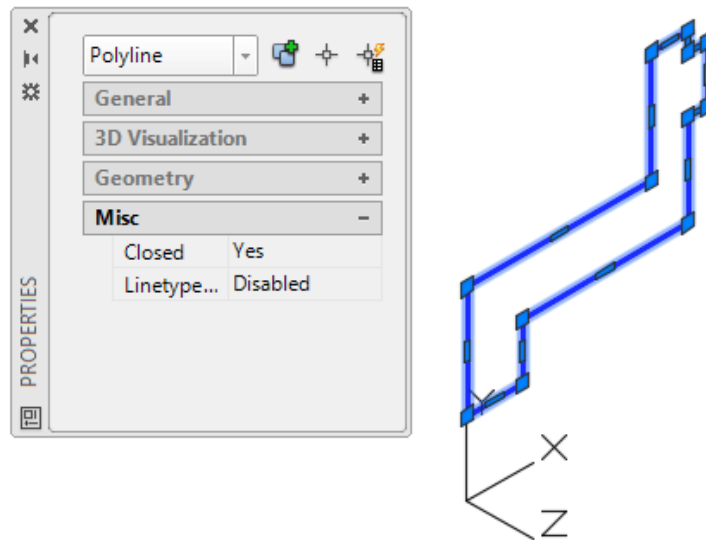 Polyline
General
3D Visualization
Geometry
Misc
Closed Yes
Linetype... Disabled
PROPERTIES
Y
X
Z